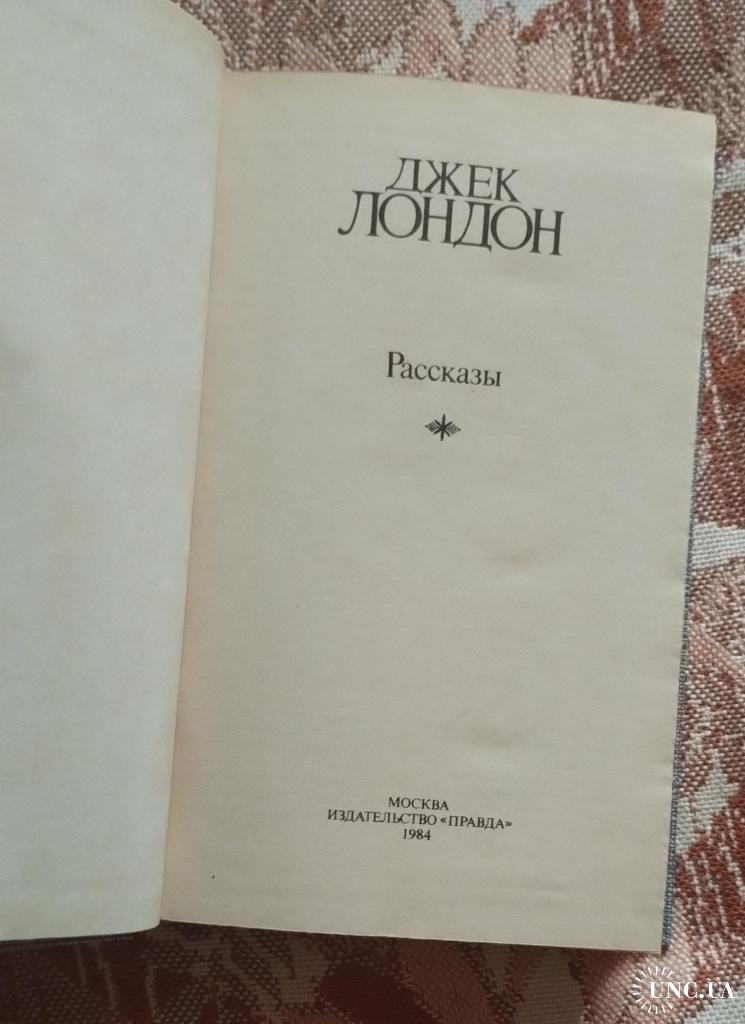 ДЖЕК
ЛОНДОН
Рассказы
МОСКВА
ИЗДАТЕЛЬСТВО «ПРАВДА»
1984
UNC.UA